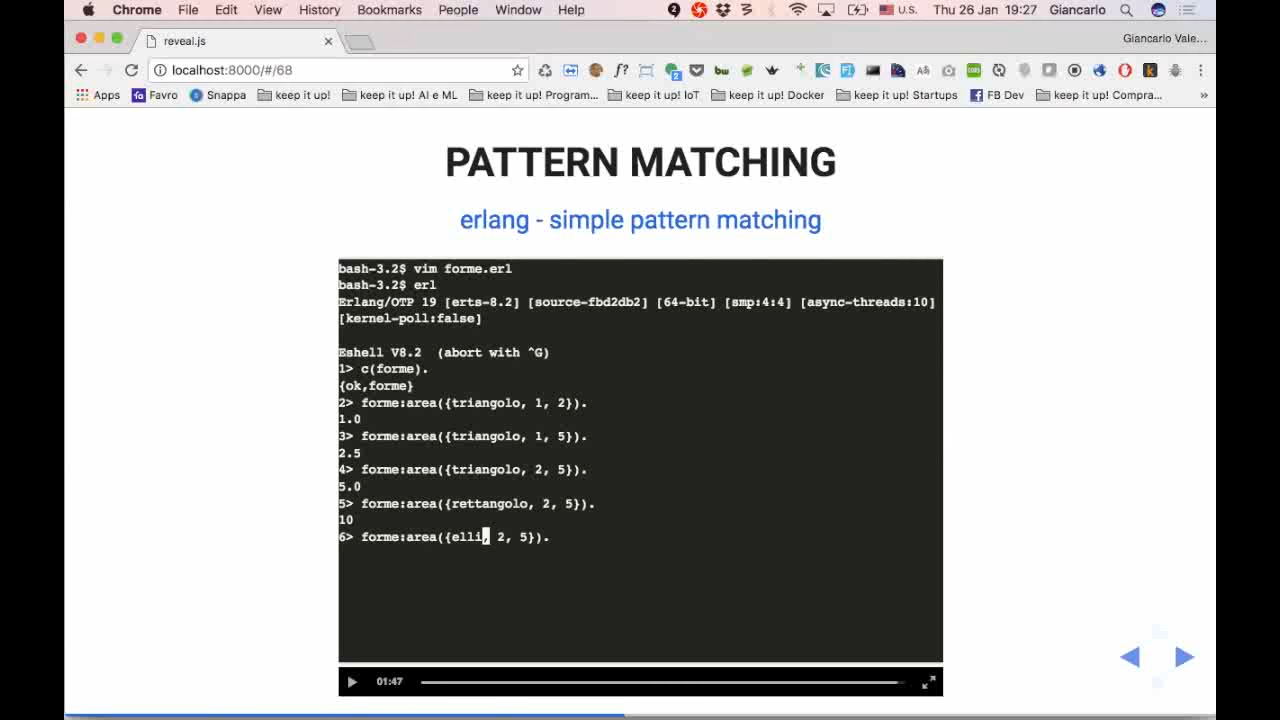 Chrome File Edit View History Bookmarks People Window Help 2 U.S. Thu 26 Jan 19:27 Giancarlo
reveal.js Giancarlo Vale...
localhost:8000/#/68 f? 2 bw
Apps fa Favro Snappa keep it up! keep it up! AI e ML keep it up! Program... keep it up! IoT keep it up! Docker keep it up! Startups FB Dev keep it up! Compra... »
PATTERN MATCHING
erlang - simple pattern matching
bash-3.2$ vim forme.erl
bash-3.2$ erl
Erlang/OTP 19 [erts-8.2] [source-fbd2db2] [64-bit] [smp:4:4] [async-threads:10]
[kernel-poll:false]
Eshell V8.2 (abort with ^G)
1> c(forme).
{ok,forme}
2> forme:area({triangolo, 1, 2}).
1.0
3> forme:area({triangolo, 1, 5}).
2.5
4> forme:area({triangolo, 2, 5}).
5.0
5> forme:area({rettangolo, 2, 5}).
10
6> forme:area({elli, 2, 5}).
01:47